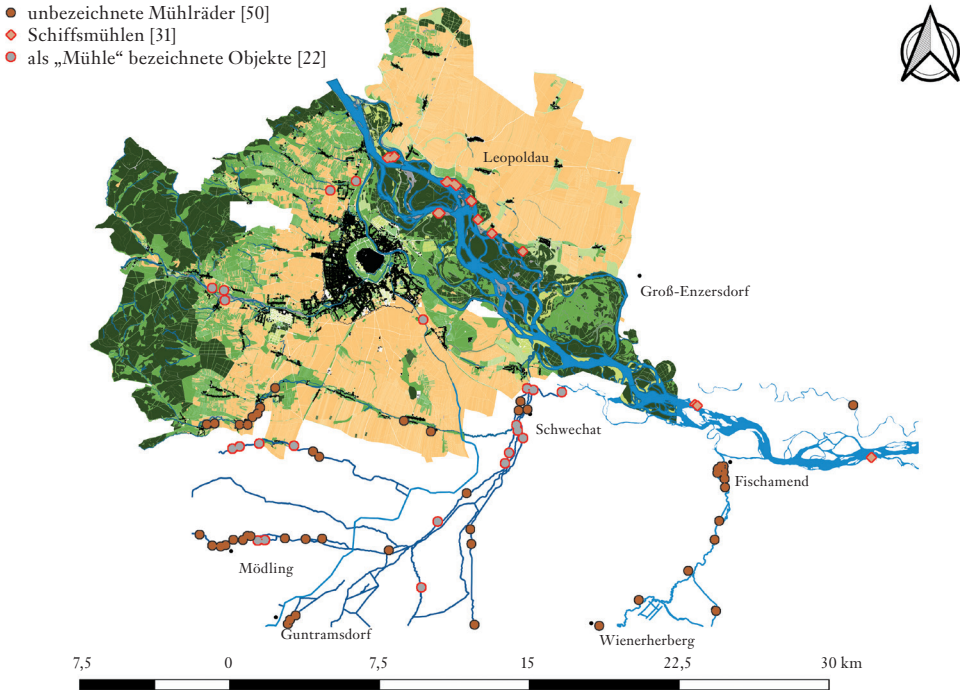 unbezeichnete Mühlräder [50]
Schiffsmühlen [31]
als „Mühle“ bezeichnete Objekte [22]
Leopoldau
Groß-Enzersdorf
Schwechat
Fischamend
Mödling
Guntramsdorf
Wienerherberg
7,5 0 7,5 15 22,5 30 km